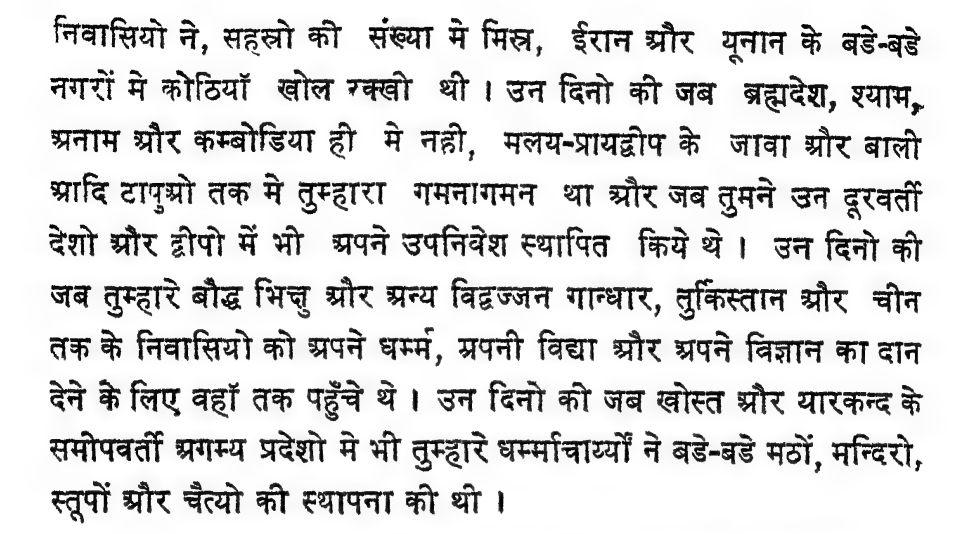 निवासियो ने, सहस्रो की संख्या मे मिस्र, ईरान और यूनान के बडे-बडे
नगरों मे कोठियाँ खोल रक्खी थी । उन दिनो की जब ब्रह्मदेश, श्याम,
अनाम और कम्बोडिया ही मे नही, मलय-प्रायद्वीप के जावा और बाली
आदि टापुओ तक मे तुम्हारा गमनागमन था और जब तुमने उन दूरवर्ती
देशो और द्वीपो में भी अपने उपनिवेश स्थापित किये थे । उन दिनो की
जब तुम्हारे बौद्ध भिक्षु और अन्य विद्वज्जन गान्धार, तुर्किस्तान और चीन
तक के निवासियो को अपने धर्म्म, अपनी विद्या और अपने विज्ञान का दान
देने के लिए वहाँ तक पहुँचे थे । उन दिनो की जब खोस्त और यारकन्द के
समीपवर्ती अगम्य प्रदेशो मे भी तुम्हारे धर्म्माचार्य्यों ने बडे-बडे मठों, मन्दिरो,
स्तूपों और चैत्यो की स्थापना की थी ।